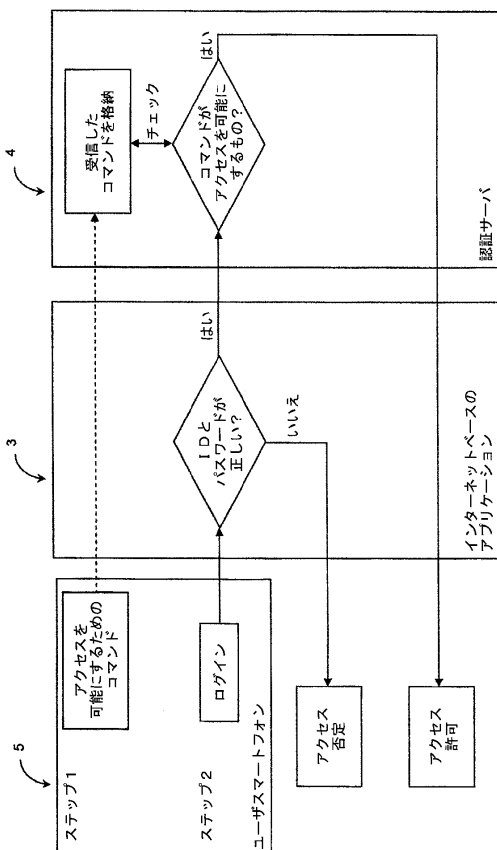 5
ステップ1
アクセスを
可能にするための
コマンド
ステップ2
ログイン
ユーザスマートフォン
3
IDと
パスワードが
正しい?
はい
いいえ
インターネットベースの
アプリケーション
4
受信した
コマンドを格納
チェック
コマンドが
アクセスを可能に
するもの?
はい
認証サーバ
アクセス
否定
アクセス
許可